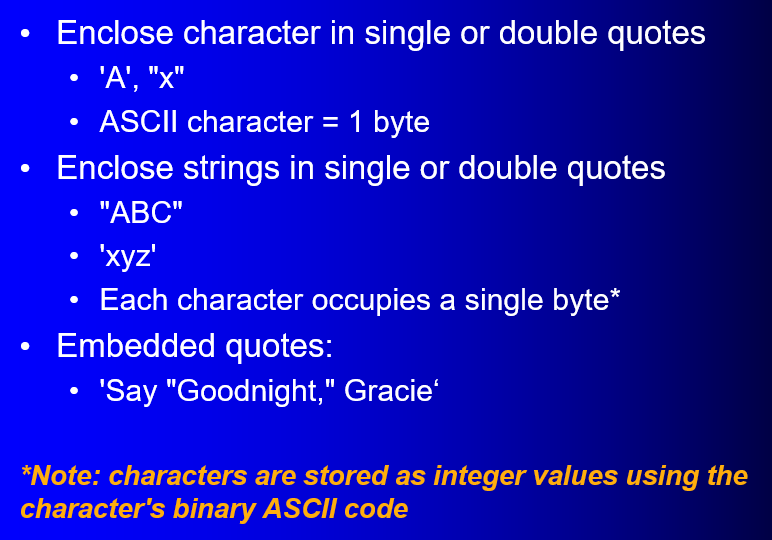 • Enclose character in single or double quotes
• 'A', "x"
• ASCII character = 1 byte
• Enclose strings in single or double quotes
• "ABC"
• 'xyz'
• Each character occupies a single byte*
• Embedded quotes:
• 'Say "Goodnight," Gracie‘
*Note: characters are stored as integer values using the
character's binary ASCII code